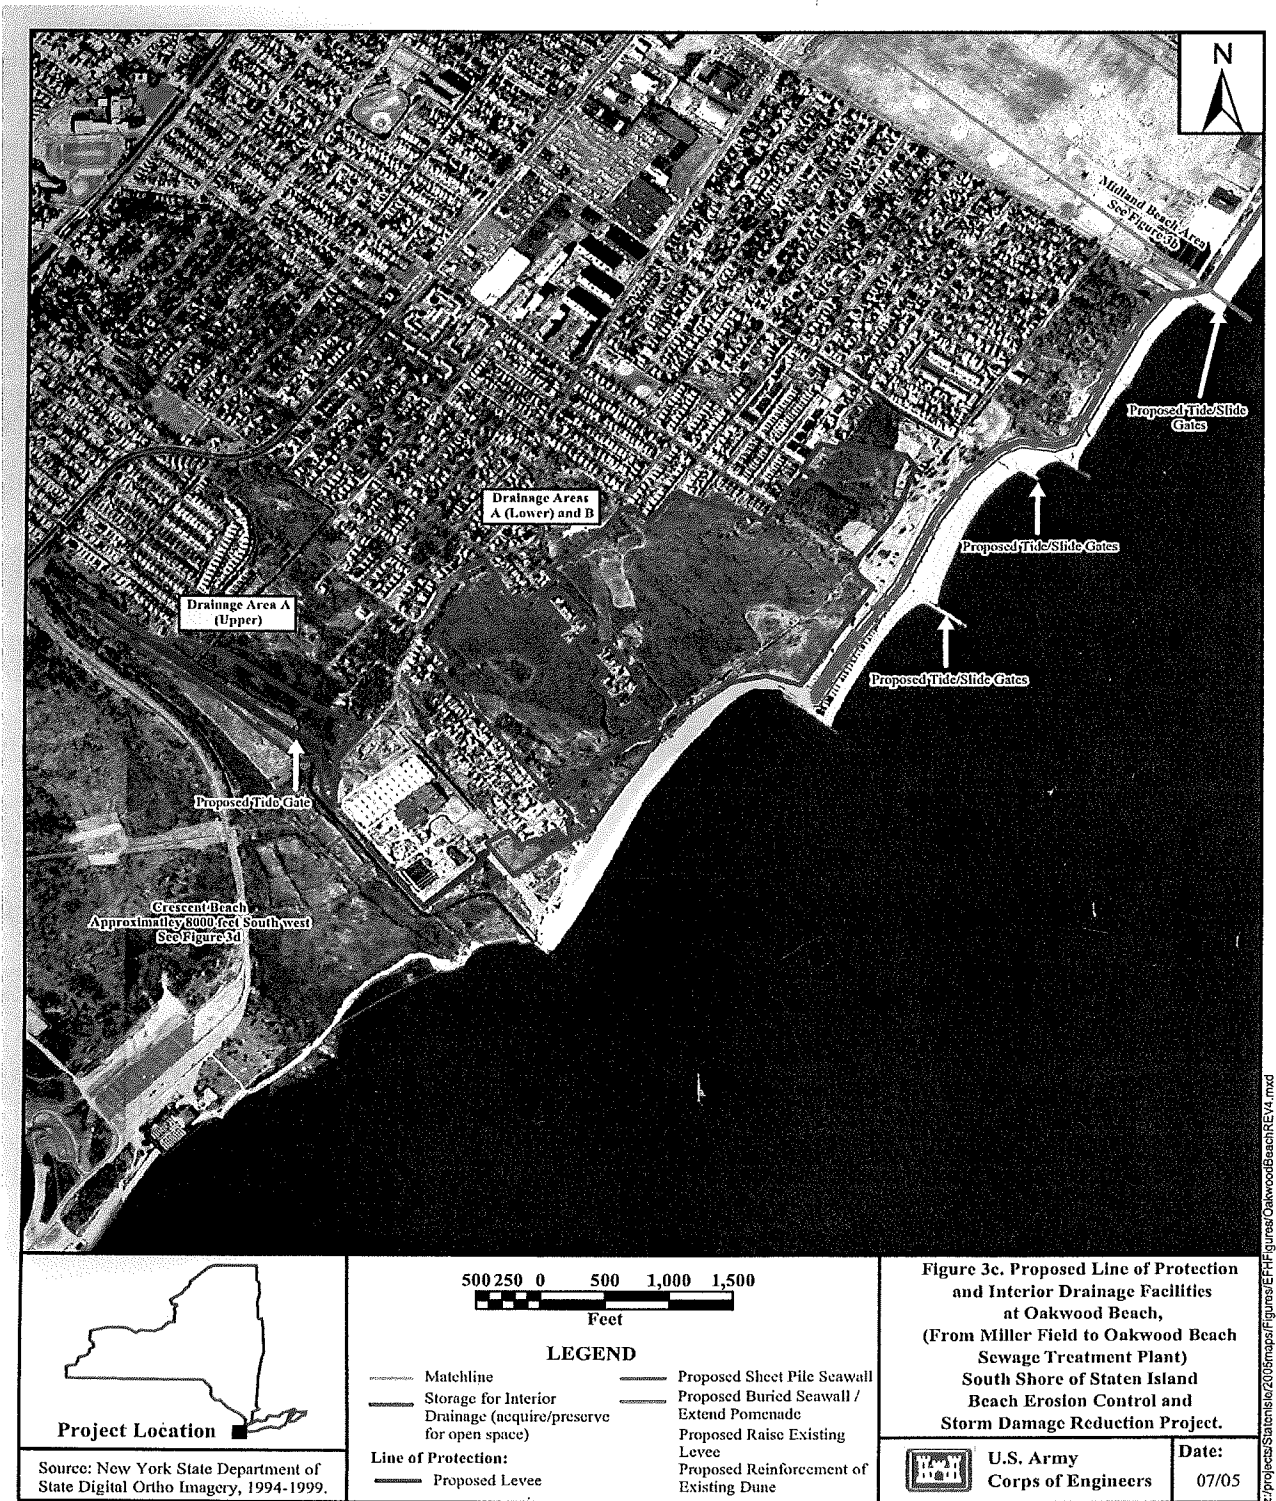 N
Midland Beach Area
See Figure 3b
Proposed Tide/Slide
Gates
Drainage Areas
A (Lower) and B
Proposed Tide/Slide Gates
Drainage Area A
(Upper)
Proposed Tide/Slide Gates
Proposed Tide Gate
Crescent Beach
Approximatley 8000 feet South west
See Figure 3d
Project Location
Source: New York State Department of
State Digital Ortho Imagery, 1994-1999.
500 250 0 500 1,000 1,500
Feet
LEGEND
Matchline
Storage for Interior
Drainage (acquire/preserve
for open space)
Line of Protection:
Proposed Levee
Proposed Sheet Pile Seawall
Proposed Buried Seawall /
Extend Pomenade
Proposed Raise Existing
Levee
Proposed Reinforcement of
Existing Dune
Figure 3c. Proposed Line of Protection
and Interior Drainage Facilities
at Oakwood Beach,
(From Miller Field to Oakwood Beach
Sewage Treatment Plant)
South Shore of Staten Island
Beach Erosion Control and
Storm Damage Reduction Project.
U.S. Army
Corps of Engineers
Date:
07/05
z:/projects/StatenIsle/2005maps/Figures/EFHFigures/OakwoodBeachREV4.mxd